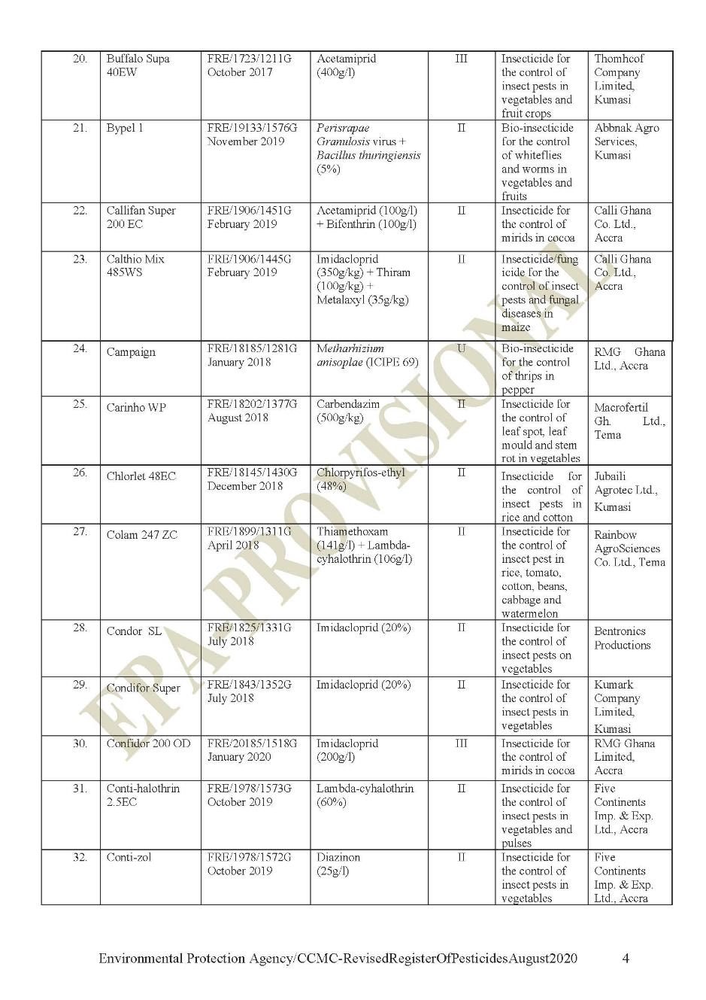 20. Buffalo Supa FRE/1723/1211G Acetamiprid III Insecticide for Thomhcof
40EW October 2017 (400g/l) the control of Company
insect pests in Limited,
vegetables and Kumasi
fruit crops
21. Bypel 1 FRE/19133/1576G Perisrapae II Bio-insecticide Abbnak Agro
November 2019 Granulosis virus + for the control Services,
Bacillus thuringiensis of whiteflies Kumasi
(5%) and worms in
vegetables and
fruits
22. Callifan Super FRE/1906/1451G Acetamiprid (100g/l) II Insecticide for Calli Ghana
200 EC February 2019 + Bifenthrin (100g/l) the control of Co. Ltd.,
mirids in cocoa Accra
23. Calthio Mix FRE/1906/1445G Imidacloprid II Insecticide/fung Calli Ghana
485WS February 2019 (350g/kg) + Thiram icide for the Co. Ltd.,
(100g/kg) + control of insect Accra
Metalaxyl (35g/kg) pests and fungal
diseases in
maize
24. Campaign FRE/18185/1281G Metharhizium U Bio-insecticide RMG Ghana
January 2018 anisoplae (ICIPE 69) for the control Ltd., Accra
of thrips in
pepper
25. Carinho WP FRE/18202/1377G Carbendazim II Insecticide for Macrofertil
August 2018 (500g/kg) the control of Gh. Ltd.,
leaf spot, leaf Tema
mould and stem
rot in vegetables
26. Chlorlet 48EC FRE/18145/1430G Chlorpyrifos-ethyl II Insecticide for Jubaili
December 2018 (48%) the control of Agrotec Ltd.,
insect pests in Kumasi
rice and cotton
27. Colam 247 ZC FRE/1899/1311G Thiamethoxam II Insecticide for Rainbow
April 2018 (141g/l) + Lambda- the control of AgroSciences
cyhalothrin (106g/l) insect pest in Co. Ltd., Tema
rice, tomato,
cotton, beans,
cabbage and
watermelon
28. Condor SL FRE/1825/1331G Imidacloprid (20%) II Insecticide for Bentronics
July 2018 the control of Productions
insect pests on
vegetables
29. Condifor Super FRE/1843/1352G Imidacloprid (20%) II Insecticide for Kumark
July 2018 the control of Company
insect pests in Limited,
vegetables Kumasi
30. Confidor 200 OD FRE/20185/1518G Imidacloprid III Insecticide for RMG Ghana
January 2020 (200g/l) the control of Limited,
mirids in cocoa Accra
31. Conti-halothrin FRE/1978/1573G Lambda-cyhalothrin II Insecticide for Five
2.5EC October 2019 (60%) the control of Continents
insect pests in Imp. & Exp.
vegetables and Ltd., Accra
pulses
32. Conti-zol FRE/1978/1572G Diazinon II Insecticide for Five
October 2019 (25g/l) the control of Continents
insect pests in Imp. & Exp.
vegetables Ltd., Accra
EPA-PROVISIONAL
Environmental Protection Agency/CCMC-RevisedRegisterOfPesticidesAugust2020 4